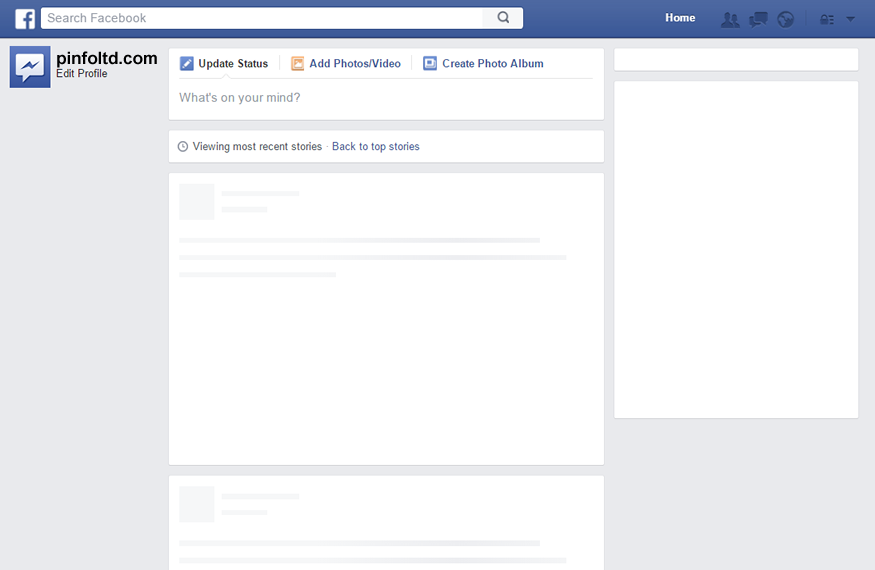 Search Facebook
Home
pinfoltd.com
Edit Profile
Update Status
Add Photos/Video
Create Photo Album
What's on your mind?
Viewing most recent stories · Back to top stories